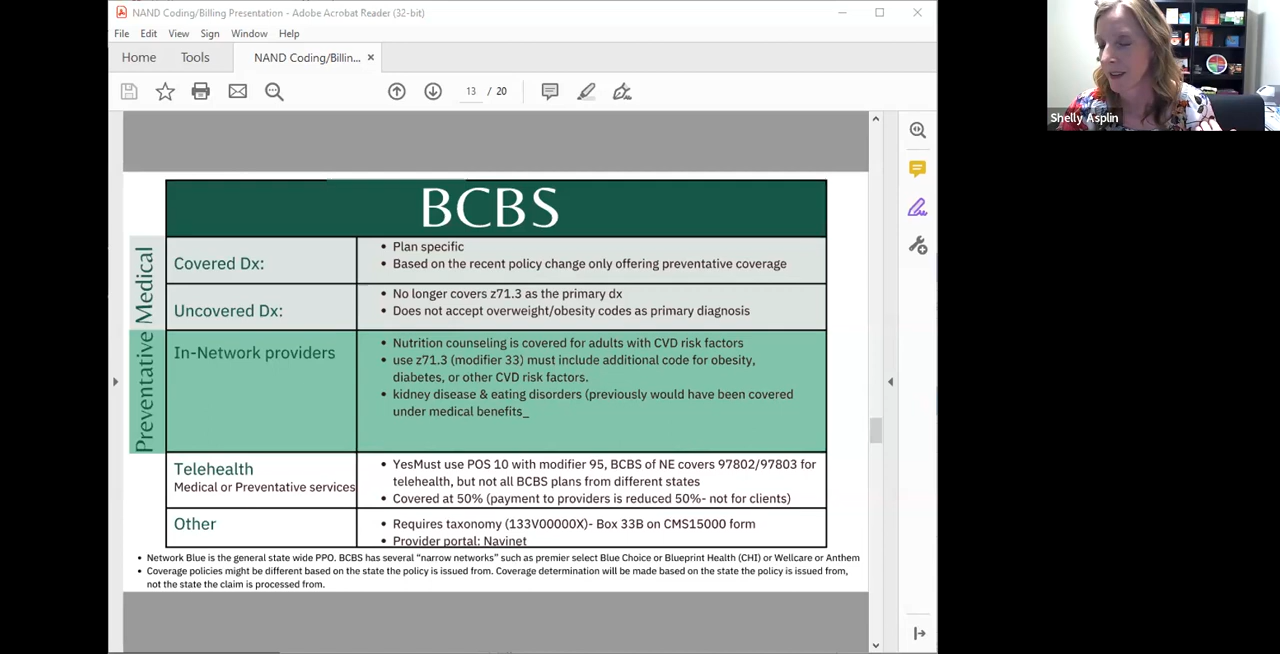 NAND Coding/Billing Presentation - Adobe Acrobat Reader (32-bit)
File Edit View Sign Window Help
Home Tools NAND Coding/Billin... ×
13 / 20
Shelly Asplin
BCBS
Preventative Medical
Covered Dx:
• Plan specific
• Based on the recent policy change only offering preventative coverage
Uncovered Dx:
• No longer covers z71.3 as the primary dx
• Does not accept overweight/obesity codes as primary diagnosis
In-Network providers
• Nutrition counseling is covered for adults with CVD risk factors
• use z71.3 (modifier 33) must include additional code for obesity,
diabetes, or other CVD risk factors.
• kidney disease & eating disorders (previously would have been covered
under medical benefits_
Telehealth
Medical or Preventative services
• YesMust use POS 10 with modifier 95, BCBS of NE covers 97802/97803 for
telehealth, but not all BCBS plans from different states
• Covered at 50% (payment to providers is reduced 50%- not for clients)
Other
• Requires taxonomy (133V00000X)- Box 33B on CMS15000 form
• Provider portal: Navinet
• Network Blue is the general state wide PPO. BCBS has several “narrow networks” such as premier select Blue Choice or Blueprint Health (CHI) or Wellcare or Anthem
• Coverage policies might be different based on the state the policy is issued from. Coverage determination will be made based on the state the policy is issued from,
not the state the claim is processed from.